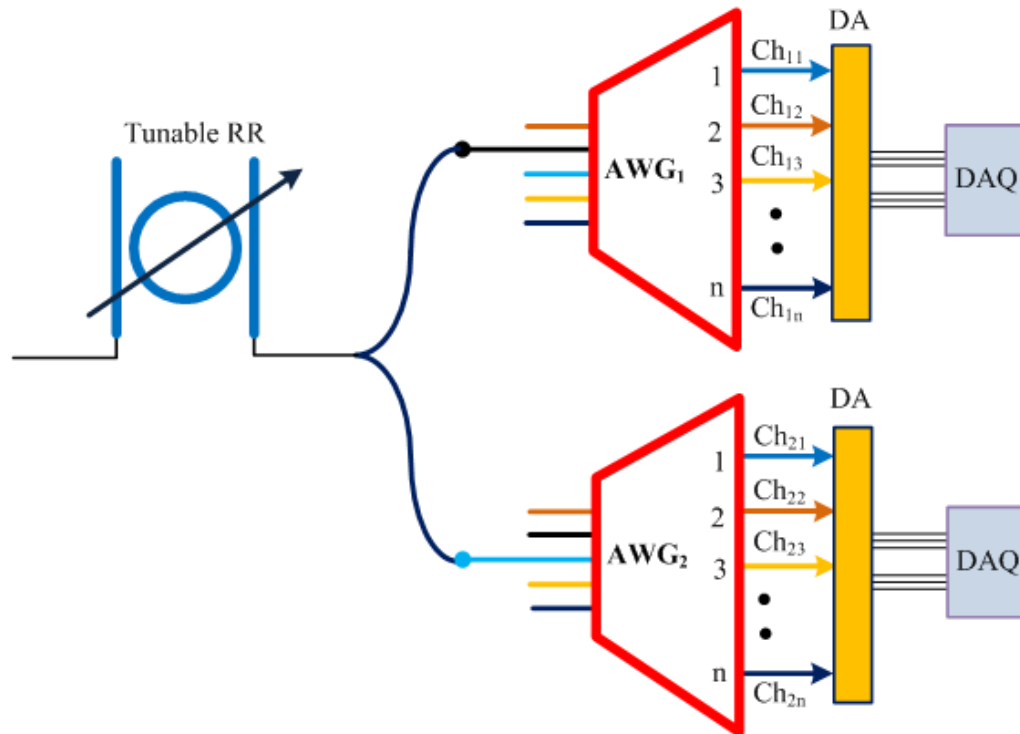 Tunable RR
AWG₁
1
2
3
n
Ch₁₁
Ch₁₂
Ch₁₃
Ch₁ₙ
DA
DAQ
AWG₂
1
2
3
n
Ch₂₁
Ch₂₂
Ch₂₃
Ch₂ₙ
DA
DAQ